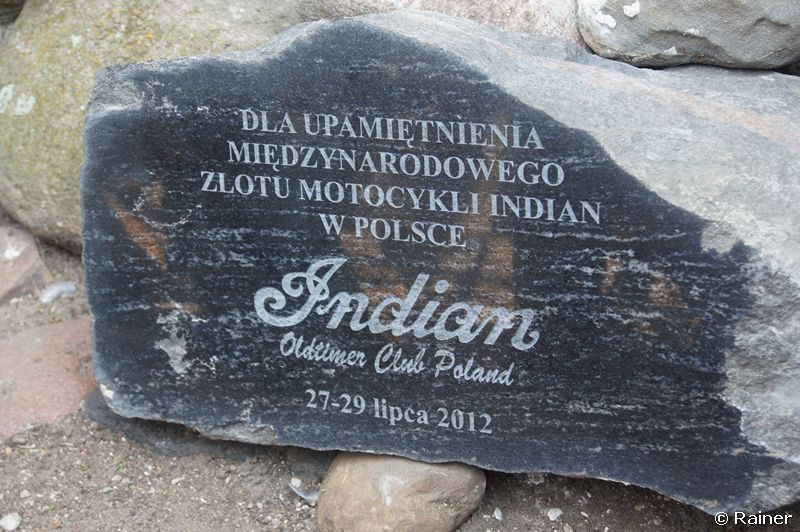 DLA UPAMIĘTNIENIA
MIĘDZYNARODOWEGO
ZLOTU MOTOCYKLI INDIAN
W POLSCE
Indian
Oldtimer Club Poland
27-29 lipca 2012
© Rainer